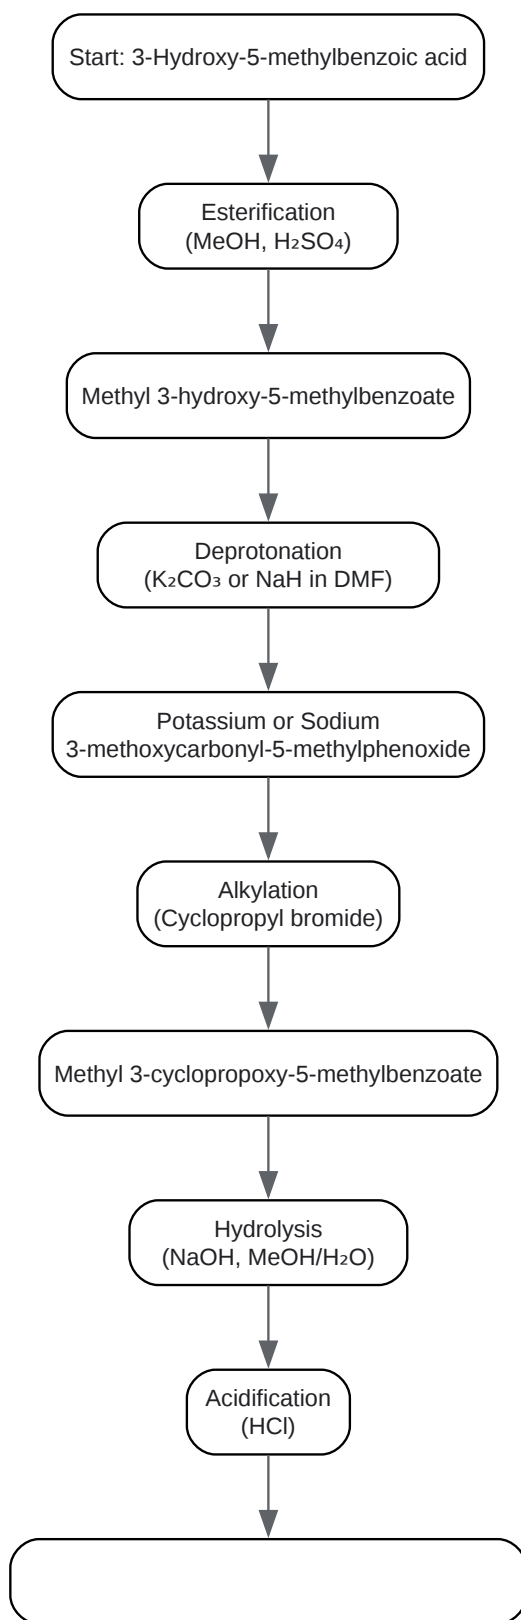 Start: 3-Hydroxy-5-methylbenzoic acid
Esterification
(MeOH, H₂SO₄)
Methyl 3-hydroxy-5-methylbenzoate
Deprotonation
(K₂CO₃ or NaH in DMF)
Potassium or Sodium
3-methoxycarbonyl-5-methylphenoxide
Alkylation
(Cyclopropyl bromide)
Methyl 3-cyclopropoxy-5-methylbenzoate
Hydrolysis
(NaOH, MeOH/H₂O)
Acidification
(HCl)